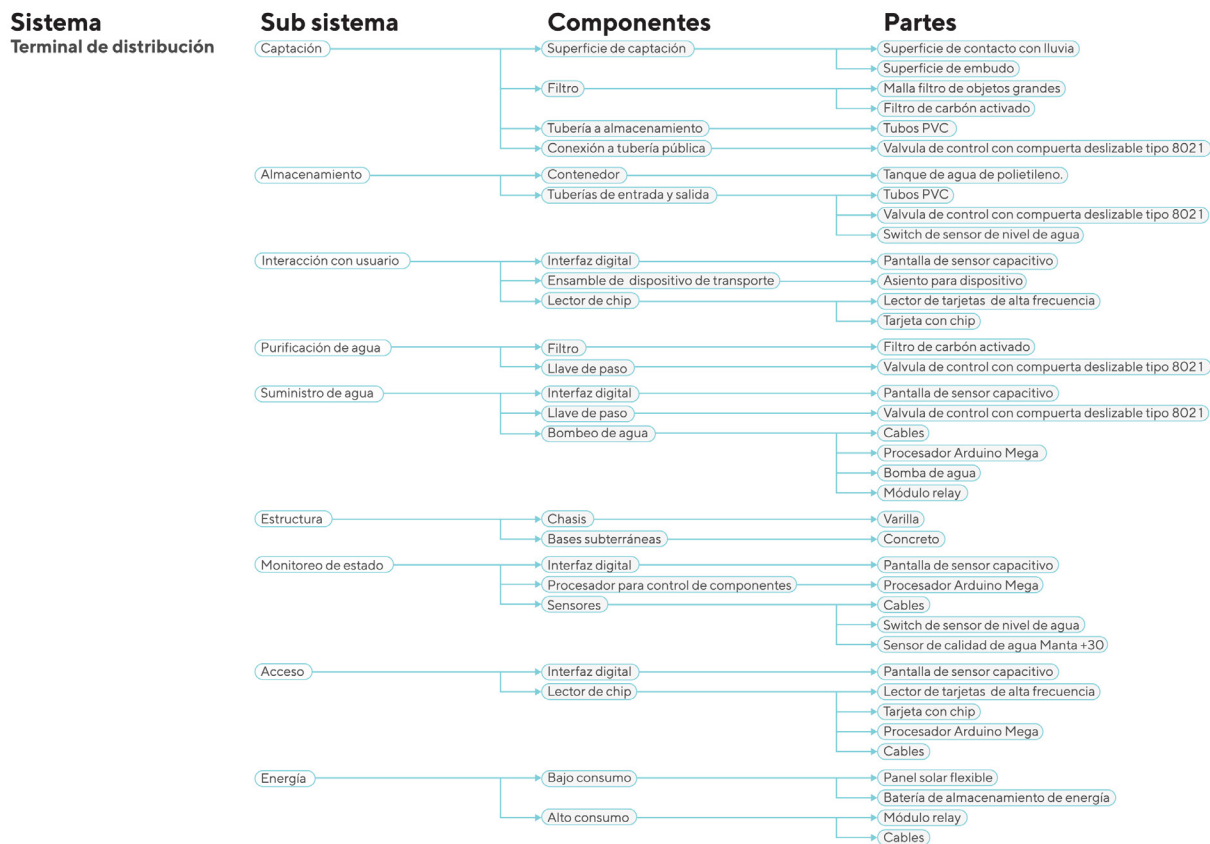 Sistema Sub sistema Componentes Partes
Terminal de distribución
Captación Superficie de captación Superficie de contacto con lluvia
Superficie de embudo
Filtro Malla filtro de objetos grandes
Filtro de carbón activado
Tubería a almacenamiento Tubos PVC
Conexión a tubería pública Valvula de control con compuerta deslizable tipo 8021
Almacenamiento Contenedor Tanque de agua de polietileno.
Tuberías de entrada y salida Tubos PVC
Valvula de control con compuerta deslizable tipo 8021
Switch de sensor de nivel de agua
Interacción con usuario Interfaz digital Pantalla de sensor capacitivo
Ensamble de dispositivo de transporte Asiento para dispositivo
Lector de chip Lector de tarjetas de alta frecuencia
Tarjeta con chip
Purificación de agua Filtro Filtro de carbón activado
Llave de paso Valvula de control con compuerta deslizable tipo 8021
Suministro de agua Interfaz digital Pantalla de sensor capacitivo
Llave de paso Valvula de control con compuerta deslizable tipo 8021
Bombeo de agua Cables
Procesador Arduino Mega
Bomba de agua
Módulo relay
Estructura Chasis Varilla
Bases subterráneas Concreto
Monitoreo de estado Interfaz digital Pantalla de sensor capacitivo
Procesador para control de componentes Procesador Arduino Mega
Sensores Cables
Switch de sensor de nivel de agua
Sensor de calidad de agua Manta +30
Acceso Interfaz digital Pantalla de sensor capacitivo
Lector de chip Lector de tarjetas de alta frecuencia
Tarjeta con chip
Procesador Arduino Mega
Cables
Energía Bajo consumo Panel solar flexible
Batería de almacenamiento de energía
Alto consumo Módulo relay
Cables